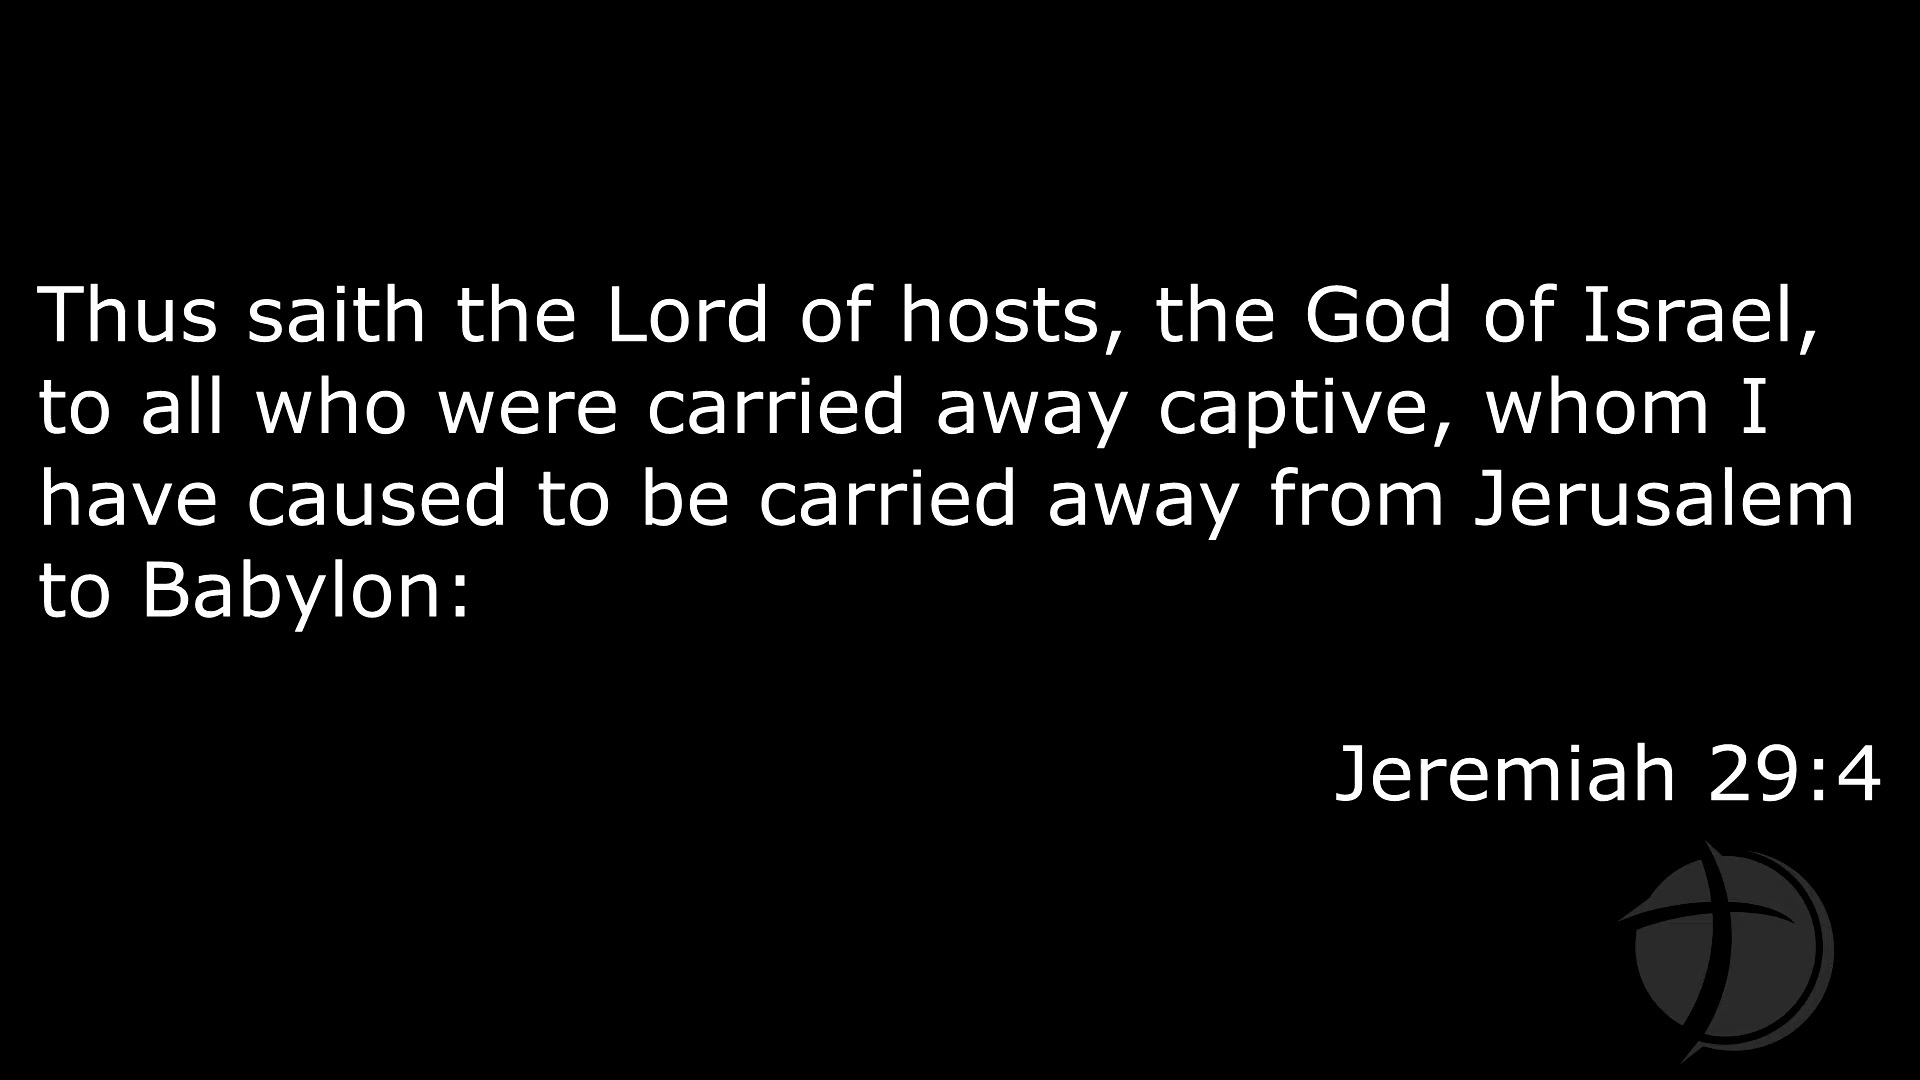 Thus saith the Lord of hosts, the God of Israel,
to all who were carried away captive, whom I
have caused to be carried away from Jerusalem
to Babylon:
Jeremiah 29:4